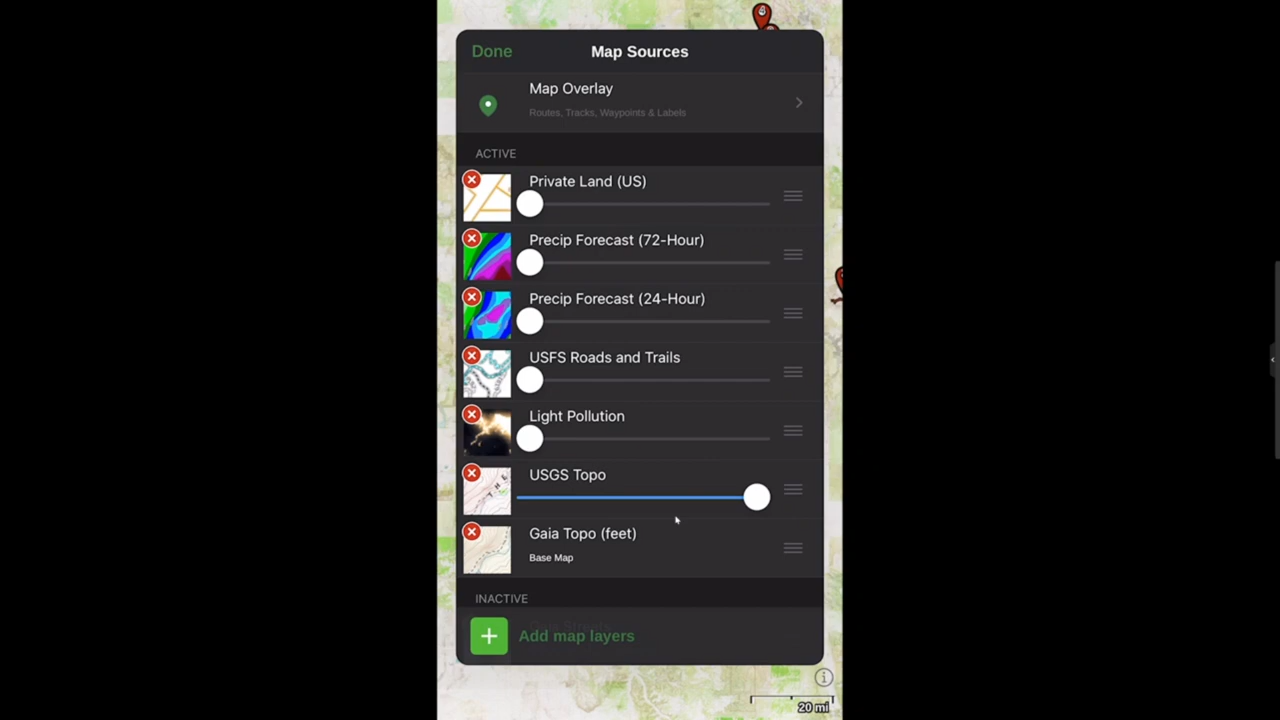 Done
Map Sources
Map Overlay
Routes, Tracks, Waypoints & Labels
ACTIVE
Private Land (US)
Precip Forecast (72-Hour)
Precip Forecast (24-Hour)
USFS Roads and Trails
Light Pollution
USGS Topo
Gaia Topo (feet)
Base Map
INACTIVE
Add map layers
20 mi